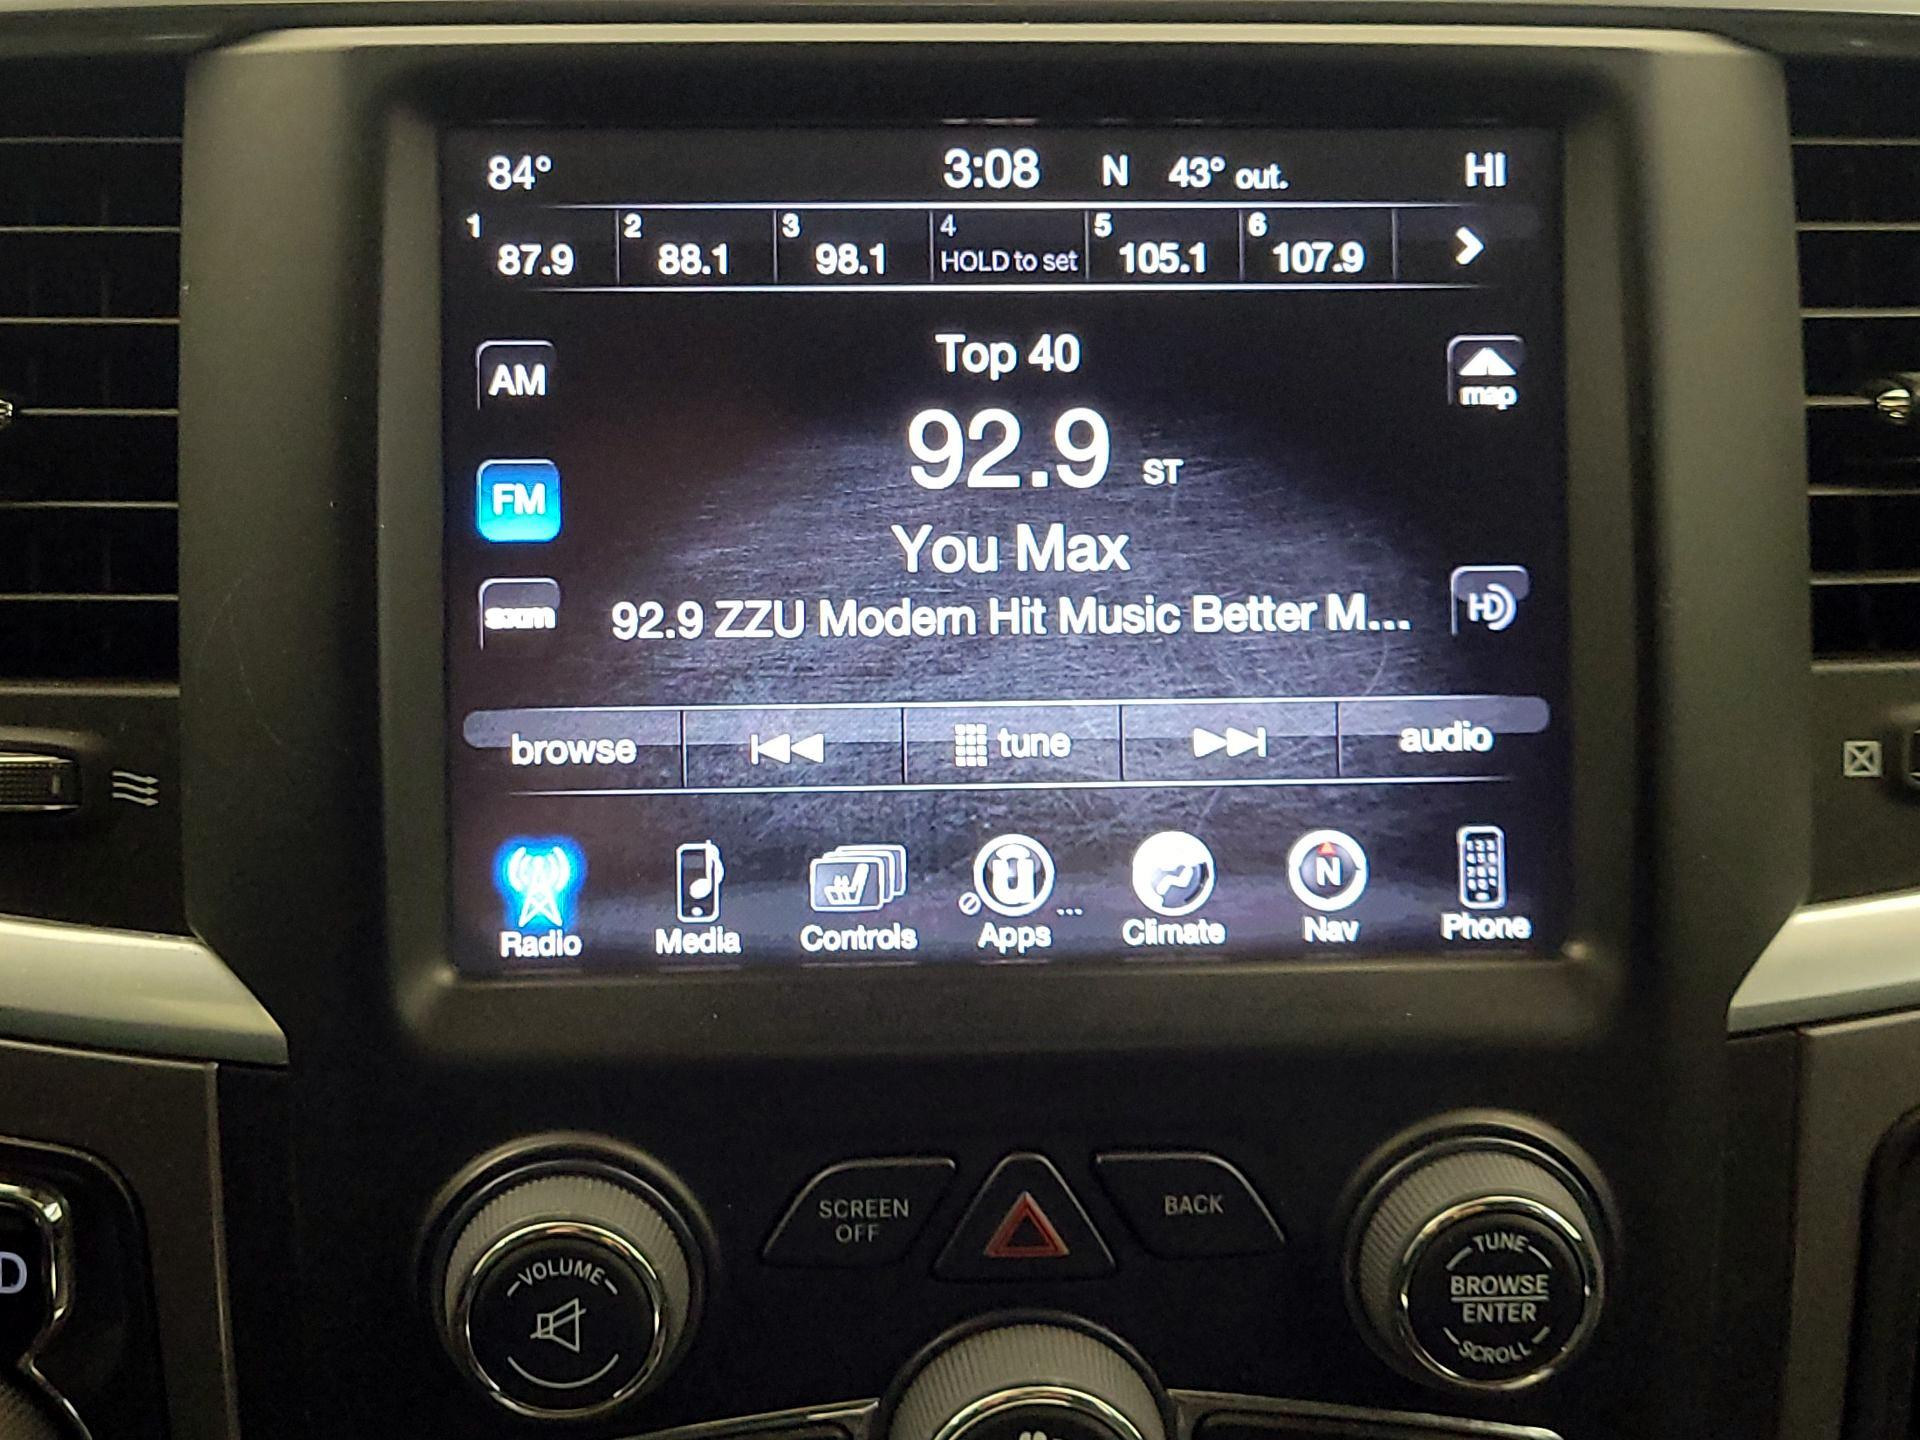 84° 3:08 N 43° out. HI
1 87.9 2 88.1 3 98.1 4 HOLD to set 5 105.1 6 107.9
Top 40
AM
map
92.9 ST
FM
You Max
sxm
92.9 ZZU Modern Hit Music Better M...
HD
browse tune audio
N
Radio Media Controls Apps ... Climate Nav Phone
SCREEN
OFF
BACK
VOLUME
TUNE
BROWSE
ENTER
SCROLL
D